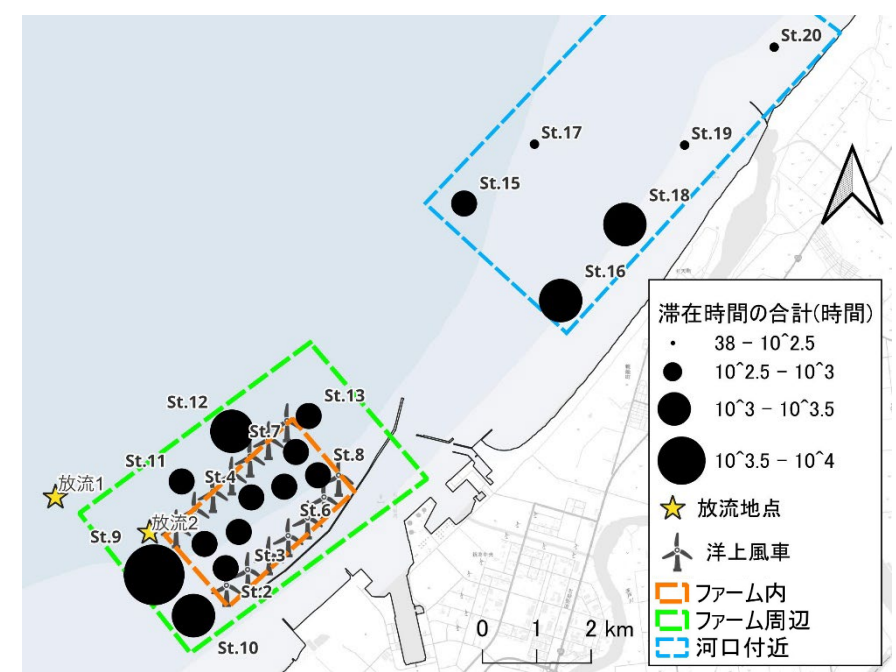 St.20
St.17
St.19
St.15
St.18
St.16
St.12
St.13
St.7
St.11
St.8
St.4
放流1
放流2
St.6
St.9
St.3
St.2
St.10
滞在時間の合計(時間)
38 - 10^2.5
10^2.5 - 10^3
10^3 - 10^3.5
10^3.5 - 10^4
放流地点
洋上風車
ファーム内
ファーム周辺
河口付近
0 1 2 km